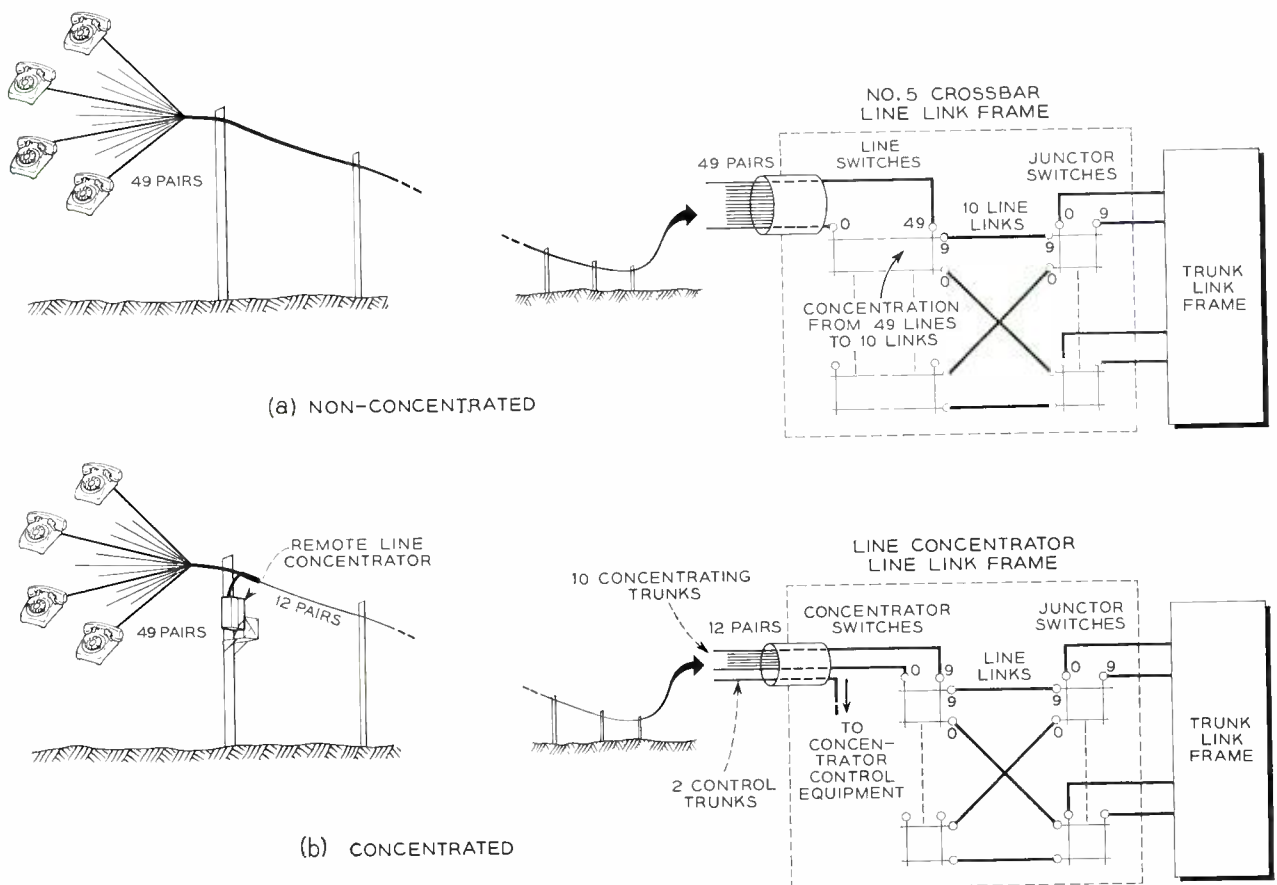 NO. 5 CROSSBAR
LINE LINK FRAME
49 PAIRS
49 PAIRS
LINE
SWITCHES
JUNCTOR
SWITCHES
10 LINE
LINKS
0
49
9
0
9
0
0
9
CONCENTRATION
FROM 49 LINES
TO 10 LINKS
TRUNK
LINK
FRAME
(a) NON-CONCENTRATED
REMOTE LINE
CONCENTRATOR
49 PAIRS
12 PAIRS
LINE CONCENTRATOR
LINE LINK FRAME
10 CONCENTRATING
TRUNKS
12 PAIRS
CONCENTRATOR
SWITCHES
JUNCTOR
SWITCHES
LINE
LINKS
0
9
9
0
9
0
0
9
TO
CONCEN-
TRATOR
CONTROL
EQUIPMENT
2 CONTROL
TRUNKS
TRUNK
LINK
FRAME
(b) CONCENTRATED